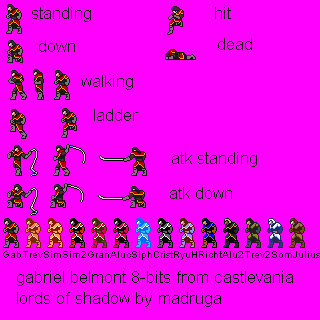 standing
hit
down
dead
walking
ladder
atk standing
atk down
GabTrevSimSim2GranAlucSiphCristRyuHRichtAlu2Trev2SomJulius
gabriel belmont 8-bits from castlevania
lords of shadow by madruga